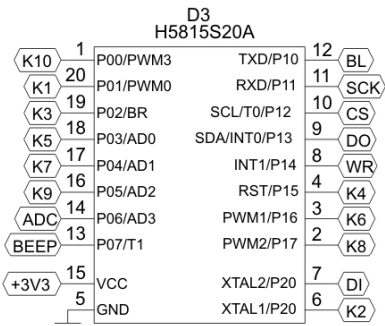 D3
H5815S20A
K10 1 P00/PWM3 TXD/P10 12 BL
K1 20 P01/PWM0 RXD/P11 11 SCK
K3 19 P02/BR SCL/T0/P12 10 CS
K5 18 P03/AD0 SDA/INT0/P13 9 DO
K7 17 P04/AD1 INT1/P14 8 WR
K9 16 P05/AD2 RST/P15 4 K4
ADC 14 P06/AD3 PWM1/P16 3 K6
BEEP 13 P07/T1 PWM2/P17 2 K8
+3V3 15 VCC XTAL2/P20 7 DI
5 GND XTAL1/P20 6 K2